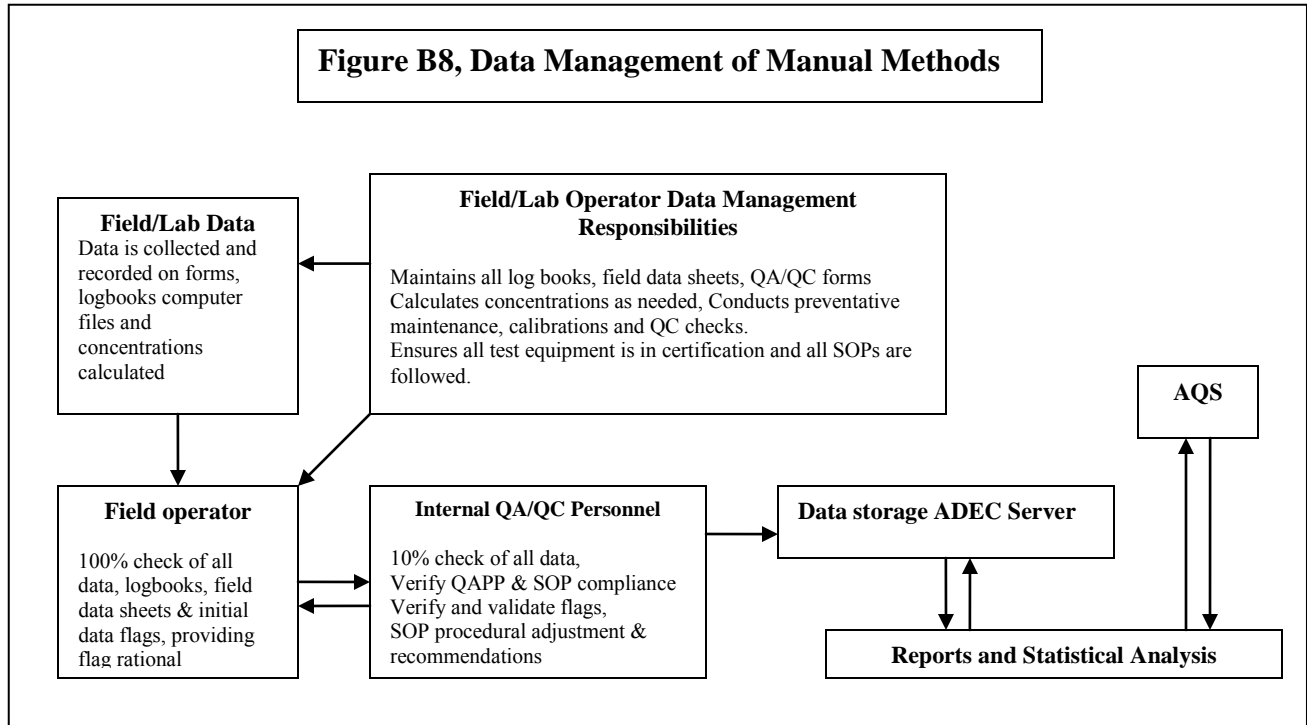 Figure B8, Data Management of Manual Methods
Field/Lab Data
Data is collected and
recorded on forms,
logbooks computer
files and
concentrations
calculated
Field/Lab Operator Data Management
Responsibilities
Maintains all log books, field data sheets, QA/QC forms
Calculates concentrations as needed, Conducts preventative
maintenance, calibrations and QC checks.
Ensures all test equipment is in certification and all SOPs are
followed.
AQS
Field operator
100% check of all
data, logbooks, field
data sheets & initial
data flags, providing
flag rational
Internal QA/QC Personnel
10% check of all data,
Verify QAPP & SOP compliance
Verify and validate flags,
SOP procedural adjustment &
recommendations
Data storage ADEC Server
Reports and Statistical Analysis